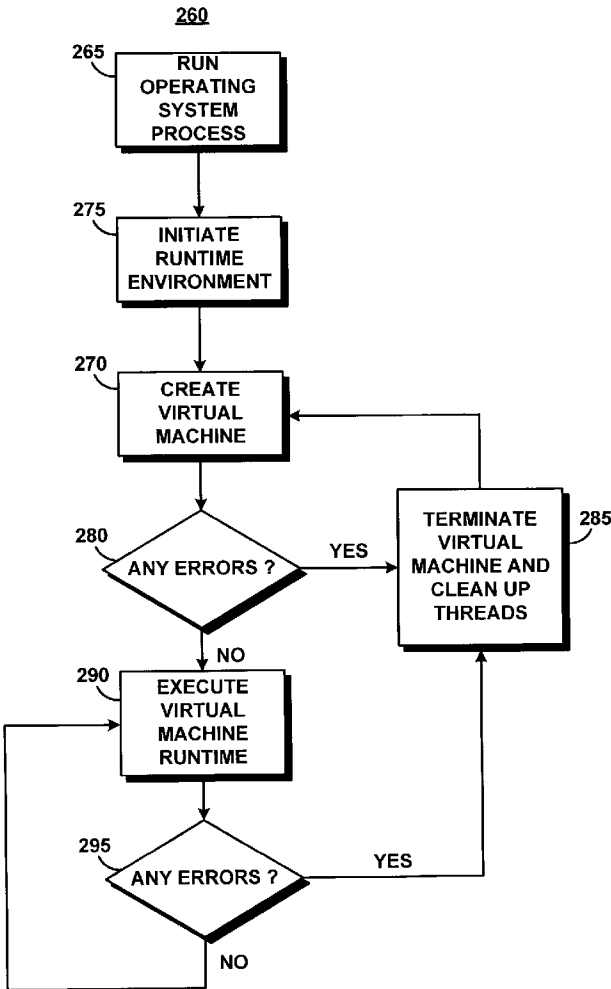 260
265
RUN
OPERATING
SYSTEM
PROCESS
275
INITIATE
RUNTIME
ENVIRONMENT
270
CREATE
VIRTUAL
MACHINE
280
ANY ERRORS ?
YES
TERMINATE
VIRTUAL
MACHINE AND
CLEAN UP
THREADS
285
NO
290
EXECUTE
VIRTUAL
MACHINE
RUNTIME
295
ANY ERRORS ?
YES
NO